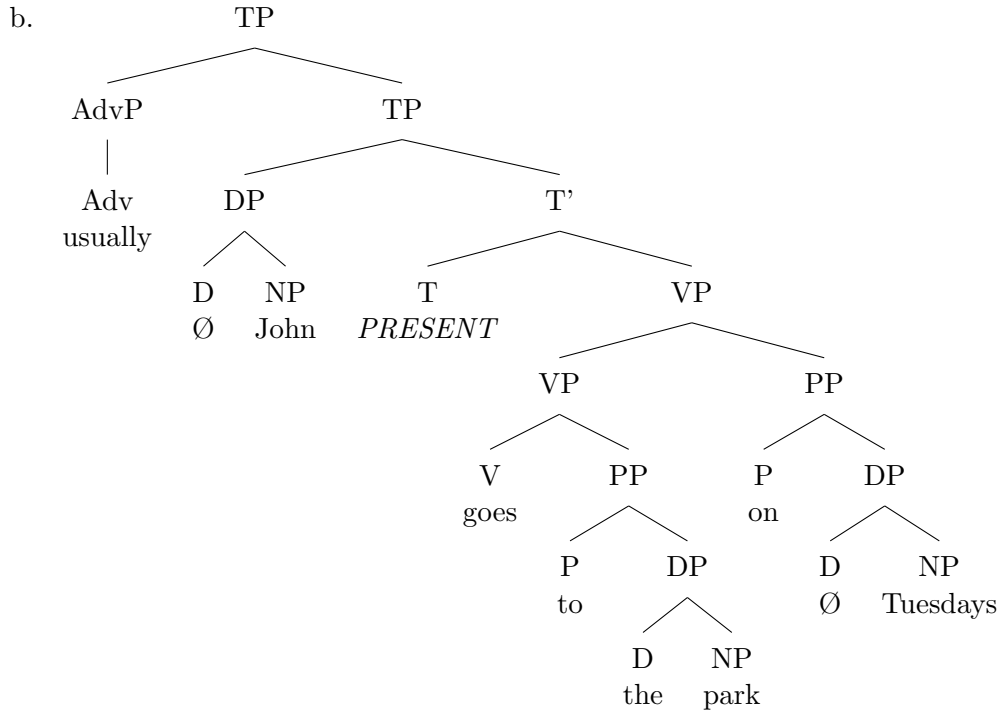 b. TP
AdvP TP
Adv DP T’
usually
D NP T VP
Ø John PRESENT
VP PP
V PP P DP
goes on
P DP D NP
to Ø Tuesdays
D NP
the park